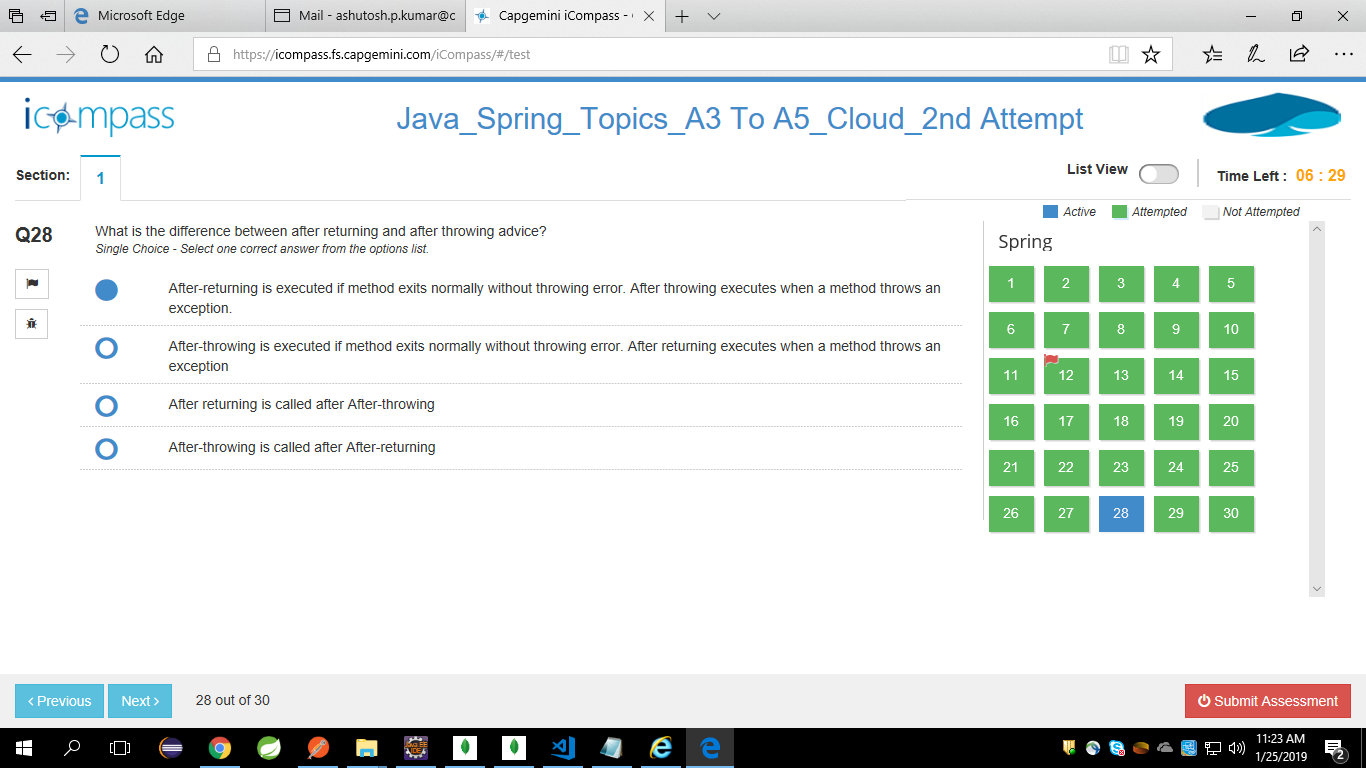 Microsoft Edge
Mail - ashutosh.p.kumar@c
Capgemini iCompass -
https://icompass.fs.capgemini.com/iCompass/#/test
icompass
Java_Spring_Topics_A3 To A5_Cloud_2nd Attempt
Section:
1
List View
Time Left : 06 : 29
Active
Attempted
Not Attempted
Q28
What is the difference between after returning and after throwing advice?
Single Choice - Select one correct answer from the options list.
After-returning is executed if method exits normally without throwing error. After throwing executes when a method throws an
exception.
After-throwing is executed if method exits normally without throwing error. After returning executes when a method throws an
exception
After returning is called after After-throwing
After-throwing is called after After-returning
Spring
1 2 3 4 5
6 7 8 9 10
11 12 13 14 15
16 17 18 19 20
21 22 23 24 25
26 27 28 29 30
‹ Previous
Next ›
28 out of 30
Submit Assessment
Java EE
IDE
11:23 AM
1/25/2019
2